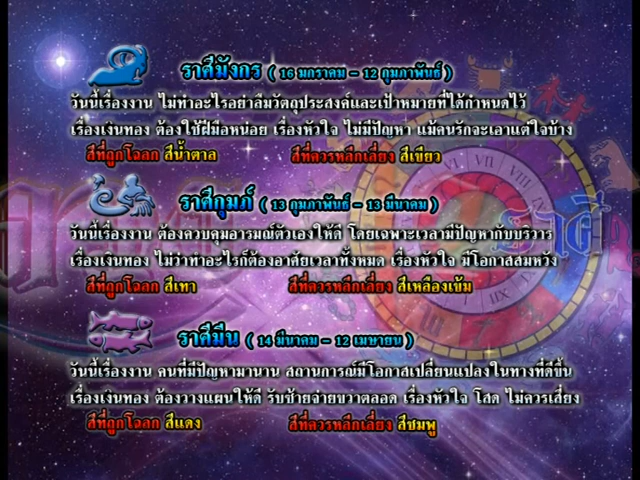 ราศีมังกร ( 16 มกราคม - 12 กุมภาพันธ์ )
วันนี้เรื่องงาน ไม่ทำอะไรอย่าลืมวัตถุประสงค์และเป้าหมายที่ได้กำหนดไว้
เรื่องเงินทอง ต้องใช้ฝีมือหน่อย เรื่องหัวใจ ไม่มีปัญหา แม้คนรักจะเอาแต่ใจบ้าง
สีที่ถูกโฉลก สีน้ำตาล สีที่ควรหลีกเลี่ยง สีเขียว
ราศีกุมภ์ ( 13 กุมภาพันธ์ - 13 มีนาคม )
วันนี้เรื่องงาน ต้องควบคุมอารมณ์ตัวเองให้ดี โดยเฉพาะเวลามีปัญหากับบริวาร
เรื่องเงินทอง ไม่ว่าทำอะไรก็ต้องอาศัยเวลาทั้งหมด เรื่องหัวใจ มีโอกาสสมหวัง
สีที่ถูกโฉลก สีเทา สีที่ควรหลีกเลี่ยง สีเหลืองเข้ม
ราศีมีน ( 14 มีนาคม - 12 เมษายน )
วันนี้เรื่องงาน คนที่มีปัญหามานาน สถานการณ์มีโอกาสเปลี่ยนแปลงในทางที่ดีขึ้น
เรื่องเงินทอง ต้องวางแผนให้ดี รับซ้ายจ่ายขวาตลอด เรื่องหัวใจ โสด ไม่ควรเสี่ยง
สีที่ถูกโฉลก สีแดง สีที่ควรหลีกเลี่ยง สีชมพู